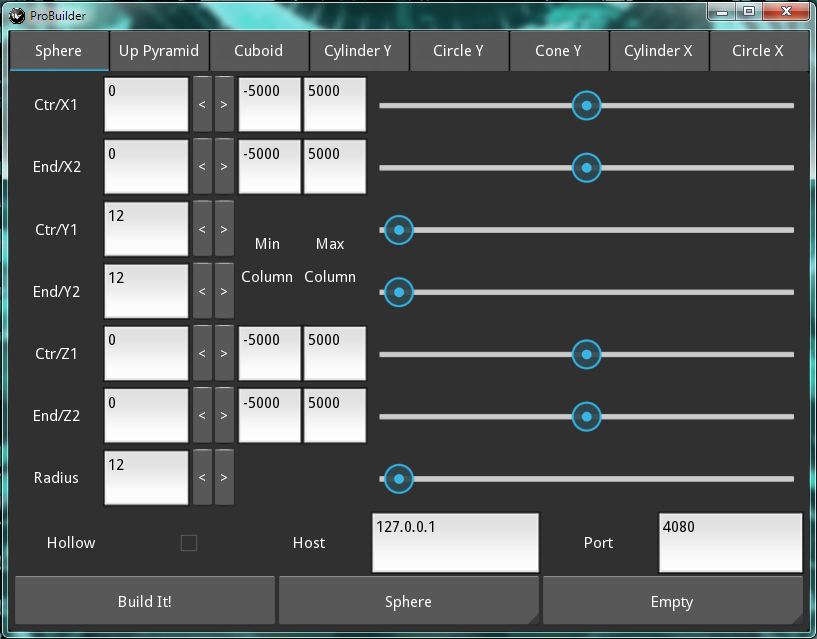 ProBuilder
Sphere Up Pyramid Cuboid Cylinder Y Circle Y Cone Y Cylinder X Circle X
Ctr/X1 0 < > -5000 5000
End/X2 0 < > -5000 5000
Ctr/Y1 12 < >
Min Max
End/Y2 12 < >
Column Column
Ctr/Z1 0 < > -5000 5000
End/Z2 0 < > -5000 5000
Radius 12 < >
Hollow Host 127.0.0.1 Port 4080
Build It! Sphere Empty